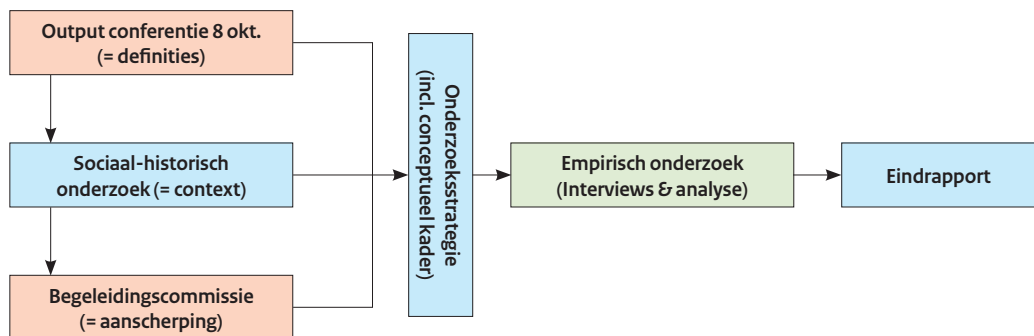 Output conferentie 8 okt.
(= definities)
Sociaal-historisch
onderzoek (= context)
Begeleidingscommissie
(= aanscherping)
Onderzoeksstrategie
(incl. conceptueel kader)
Empirisch onderzoek
(Interviews & analyse)
Eindrapport